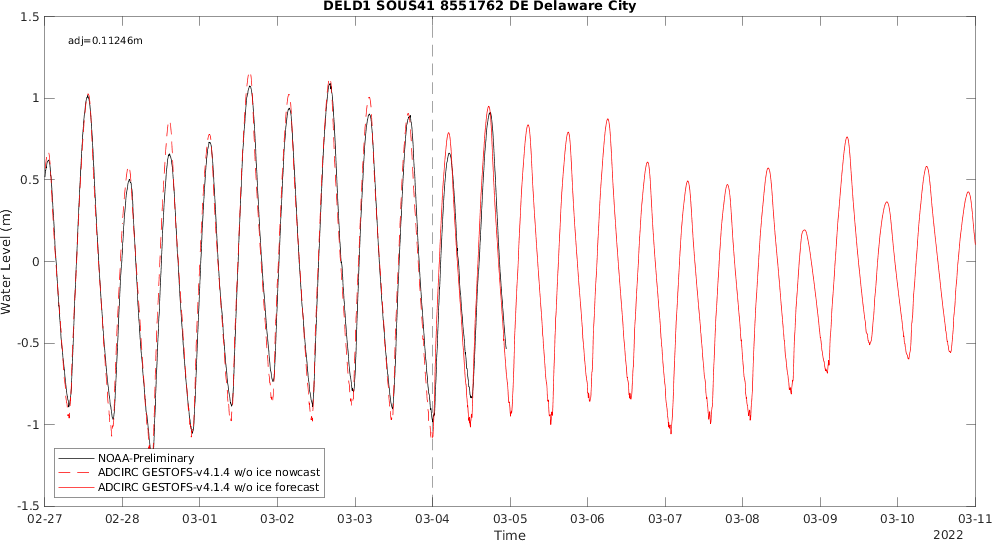 DELD1 SOUS41 8551762 DE Delaware City
adj=0.11246m
1.5
1
0.5
0
-0.5
-1
-1.5
Water Level (m)
NOAA-Preliminary
ADCIRC GESTOFS-v4.1.4 w/o ice nowcast
ADCIRC GESTOFS-v4.1.4 w/o ice forecast
02-27 02-28 03-01 03-02 03-03 03-04 03-05 03-06 03-07 03-08 03-09 03-10 03-11
Time
2022